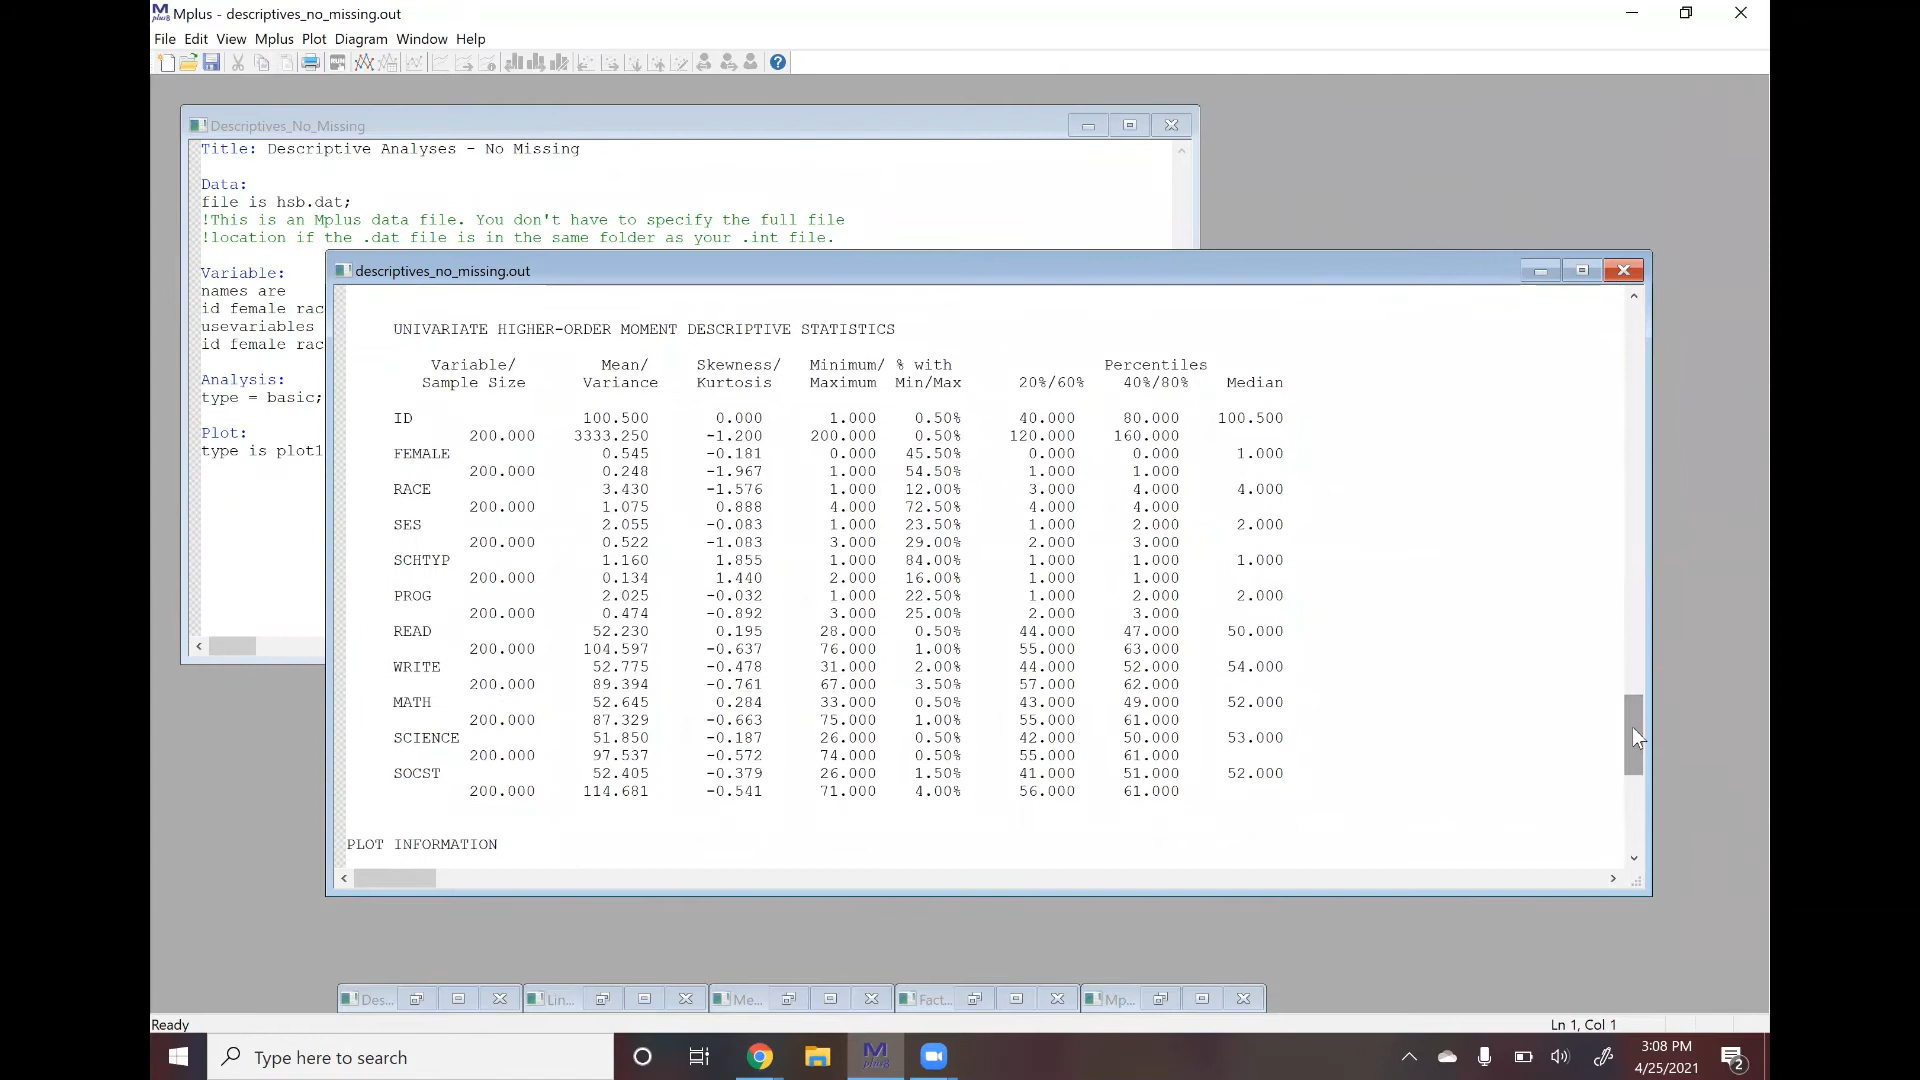 Mplus - descriptives_no_missing.out
File Edit View Mplus Plot Diagram Window Help
Descriptives_No_Missing
Title: Descriptive Analyses - No Missing
Data:
file is hsb.dat;
!This is an Mplus data file. You don't have to specify the full file
!location if the .dat file is in the same folder as your .int file.
Variable:
names are
id female rac
usevariables
id female rac
Analysis:
type = basic;
Plot:
type is plot1
descriptives_no_missing.out
UNIVARIATE HIGHER-ORDER MOMENT DESCRIPTIVE STATISTICS
Variable/ Mean/ Skewness/ Minimum/ % with Percentiles
Sample Size Variance Kurtosis Maximum Min/Max 20%/60% 40%/80% Median
ID 100.500 0.000 1.000 0.50% 40.000 80.000 100.500
200.000 3333.250 -1.200 200.000 0.50% 120.000 160.000
FEMALE 0.545 -0.181 0.000 45.50% 0.000 0.000 1.000
200.000 0.248 -1.967 1.000 54.50% 1.000 1.000
RACE 3.430 -1.576 1.000 12.00% 3.000 4.000 4.000
200.000 1.075 0.888 4.000 72.50% 4.000 4.000
SES 2.055 -0.083 1.000 23.50% 1.000 2.000 2.000
200.000 0.522 -1.083 3.000 29.00% 2.000 3.000
SCHTYP 1.160 1.855 1.000 84.00% 1.000 1.000 1.000
200.000 0.134 1.440 2.000 16.00% 1.000 1.000
PROG 2.025 -0.032 1.000 22.50% 1.000 2.000 2.000
200.000 0.474 -0.892 3.000 25.00% 2.000 3.000
READ 52.230 0.195 28.000 0.50% 44.000 47.000 50.000
200.000 104.597 -0.637 76.000 1.00% 55.000 63.000
WRITE 52.775 -0.478 31.000 2.00% 44.000 52.000 54.000
200.000 89.394 -0.761 67.000 3.50% 57.000 62.000
MATH 52.645 0.284 33.000 0.50% 43.000 49.000 52.000
200.000 87.329 -0.663 75.000 1.00% 55.000 61.000
SCIENCE 51.850 -0.187 26.000 0.50% 42.000 50.000 53.000
200.000 97.537 -0.572 74.000 0.50% 55.000 61.000
SOCST 52.405 -0.379 26.000 1.50% 41.000 51.000 52.000
200.000 114.681 -0.541 71.000 4.00% 56.000 61.000
PLOT INFORMATION
Des... Lin... Me... Fact... Mp...
Ready Ln 1, Col 1
Type here to search
3:08 PM
4/25/2021
2